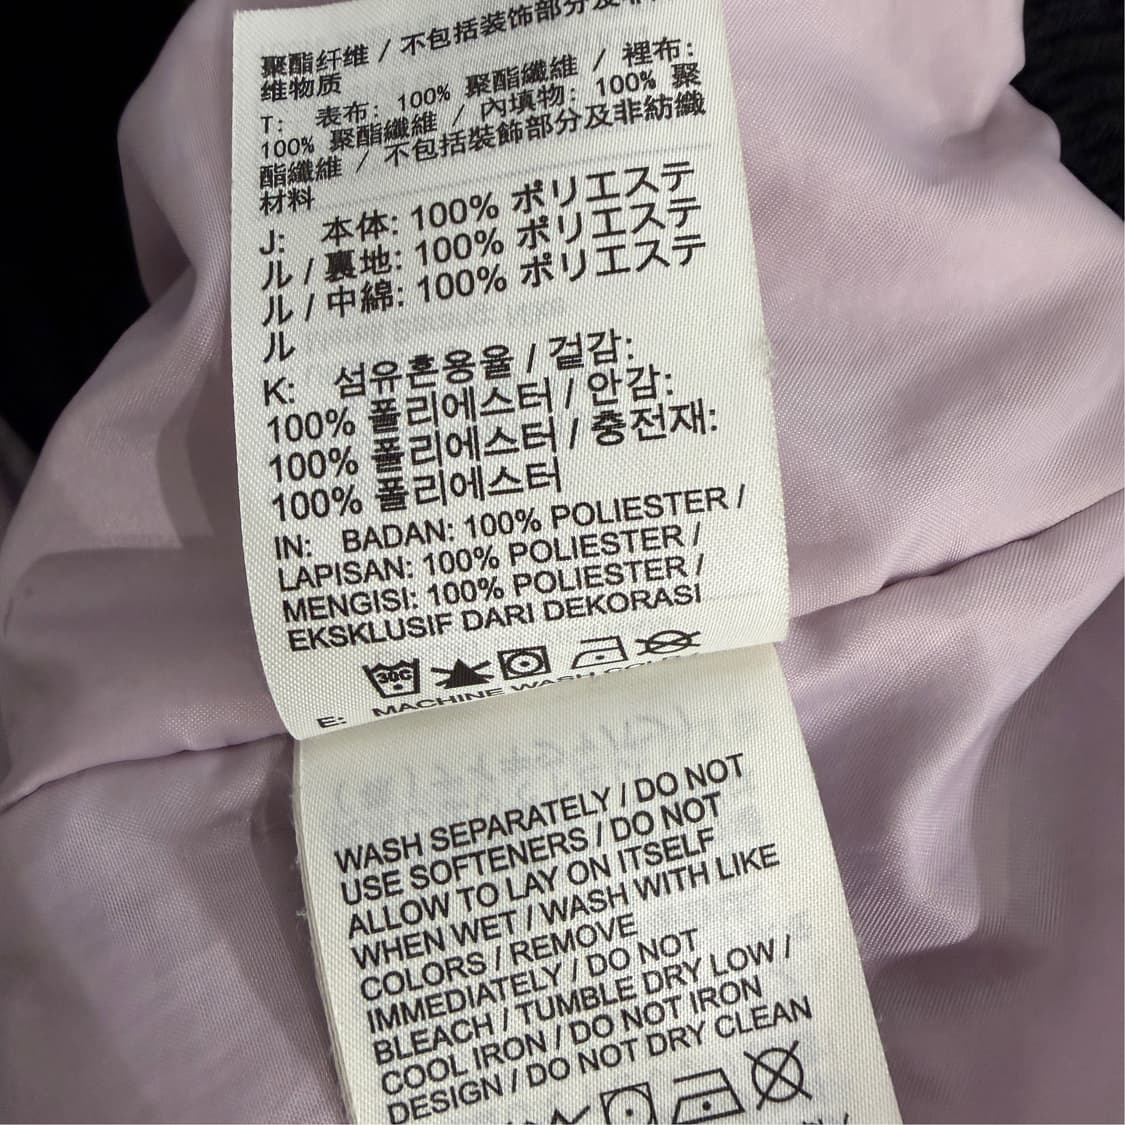 聚酯纤维 / 不包括装饰部分及非
维物质
T: 表布: 100% 聚酯纖維 / 裡布:
100% 聚酯纖維 / 內填物: 100% 聚
酯纖維 / 不包括裝飾部分及非紡織
材料
J: 本体: 100% ポリエステ
ル / 裏地: 100% ポリエステ
ル / 中綿: 100% ポリエステ
ル
K: 섬유혼용율 / 겉감:
100% 폴리에스터 / 안감:
100% 폴리에스터 / 충전재:
100% 폴리에스터
IN: BADAN: 100% POLIESTER /
LAPISAN: 100% POLIESTER /
MENGISI: 100% POLIESTER /
EKSKLUSIF DARI DEKORASI
30C
E: MACHINE WASH COLD /
WASH SEPARATELY / DO NOT
USE SOFTENERS / DO NOT
ALLOW TO LAY ON ITSELF
WHEN WET / WASH WITH LIKE
COLORS / REMOVE
IMMEDIATELY / DO NOT
BLEACH / TUMBLE DRY LOW /
COOL IRON / DO NOT IRON
DESIGN / DO NOT DRY CLEAN